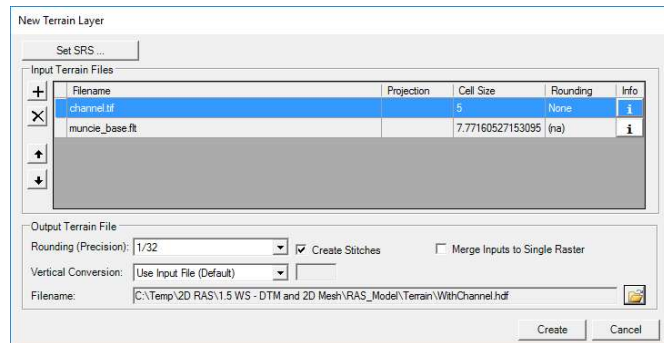 New Terrain Layer
Set SRS ...
Input Terrain Files
Filename Projection Cell Size Rounding Info
channel.tif 5 None i
muncie_base.flt 7.77160527153095 (na) i
Output Terrain File
Rounding (Precision): 1/32 Create Stitches Merge Inputs to Single Raster
Vertical Conversion: Use Input File (Default)
Filename: C:\Temp\2D RAS\1.5 WS - DTM and 2D Mesh\RAS_Model\Terrain\WithChannel.hdf
Create Cancel